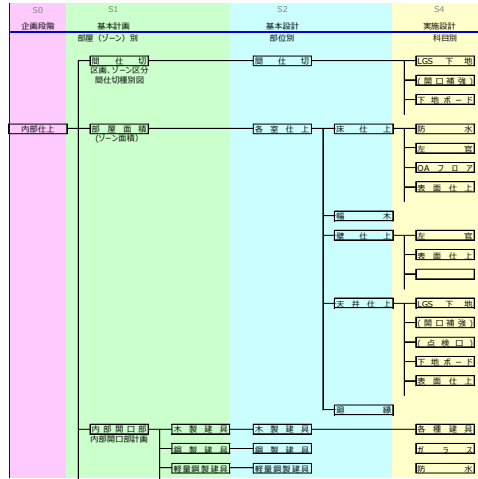 S0 S1 S2 S4
企画段階 基本計画 基本設計 実施設計
部屋（ゾーン）別 部位別 科目別
間仕切 間仕切 LGS下地
区画、ゾーン区分
間仕切種別図
(開口補強)
下地ボード
内部仕上 部屋面積 各室仕上 床仕上 防水
(ゾーン面積)
左官
OAフロア
表面仕上
幅木
壁仕上 左官
表面仕上
天井仕上 LGS下地
(開口補強)
(点検口)
下地ボード
表面仕上
廻縁
内部開口部 木製建具 木製建具 各種建具
内部開口部計画
鋼製建具 鋼製建具 ガラス
軽量鋼製建具 軽量鋼製建具 防水